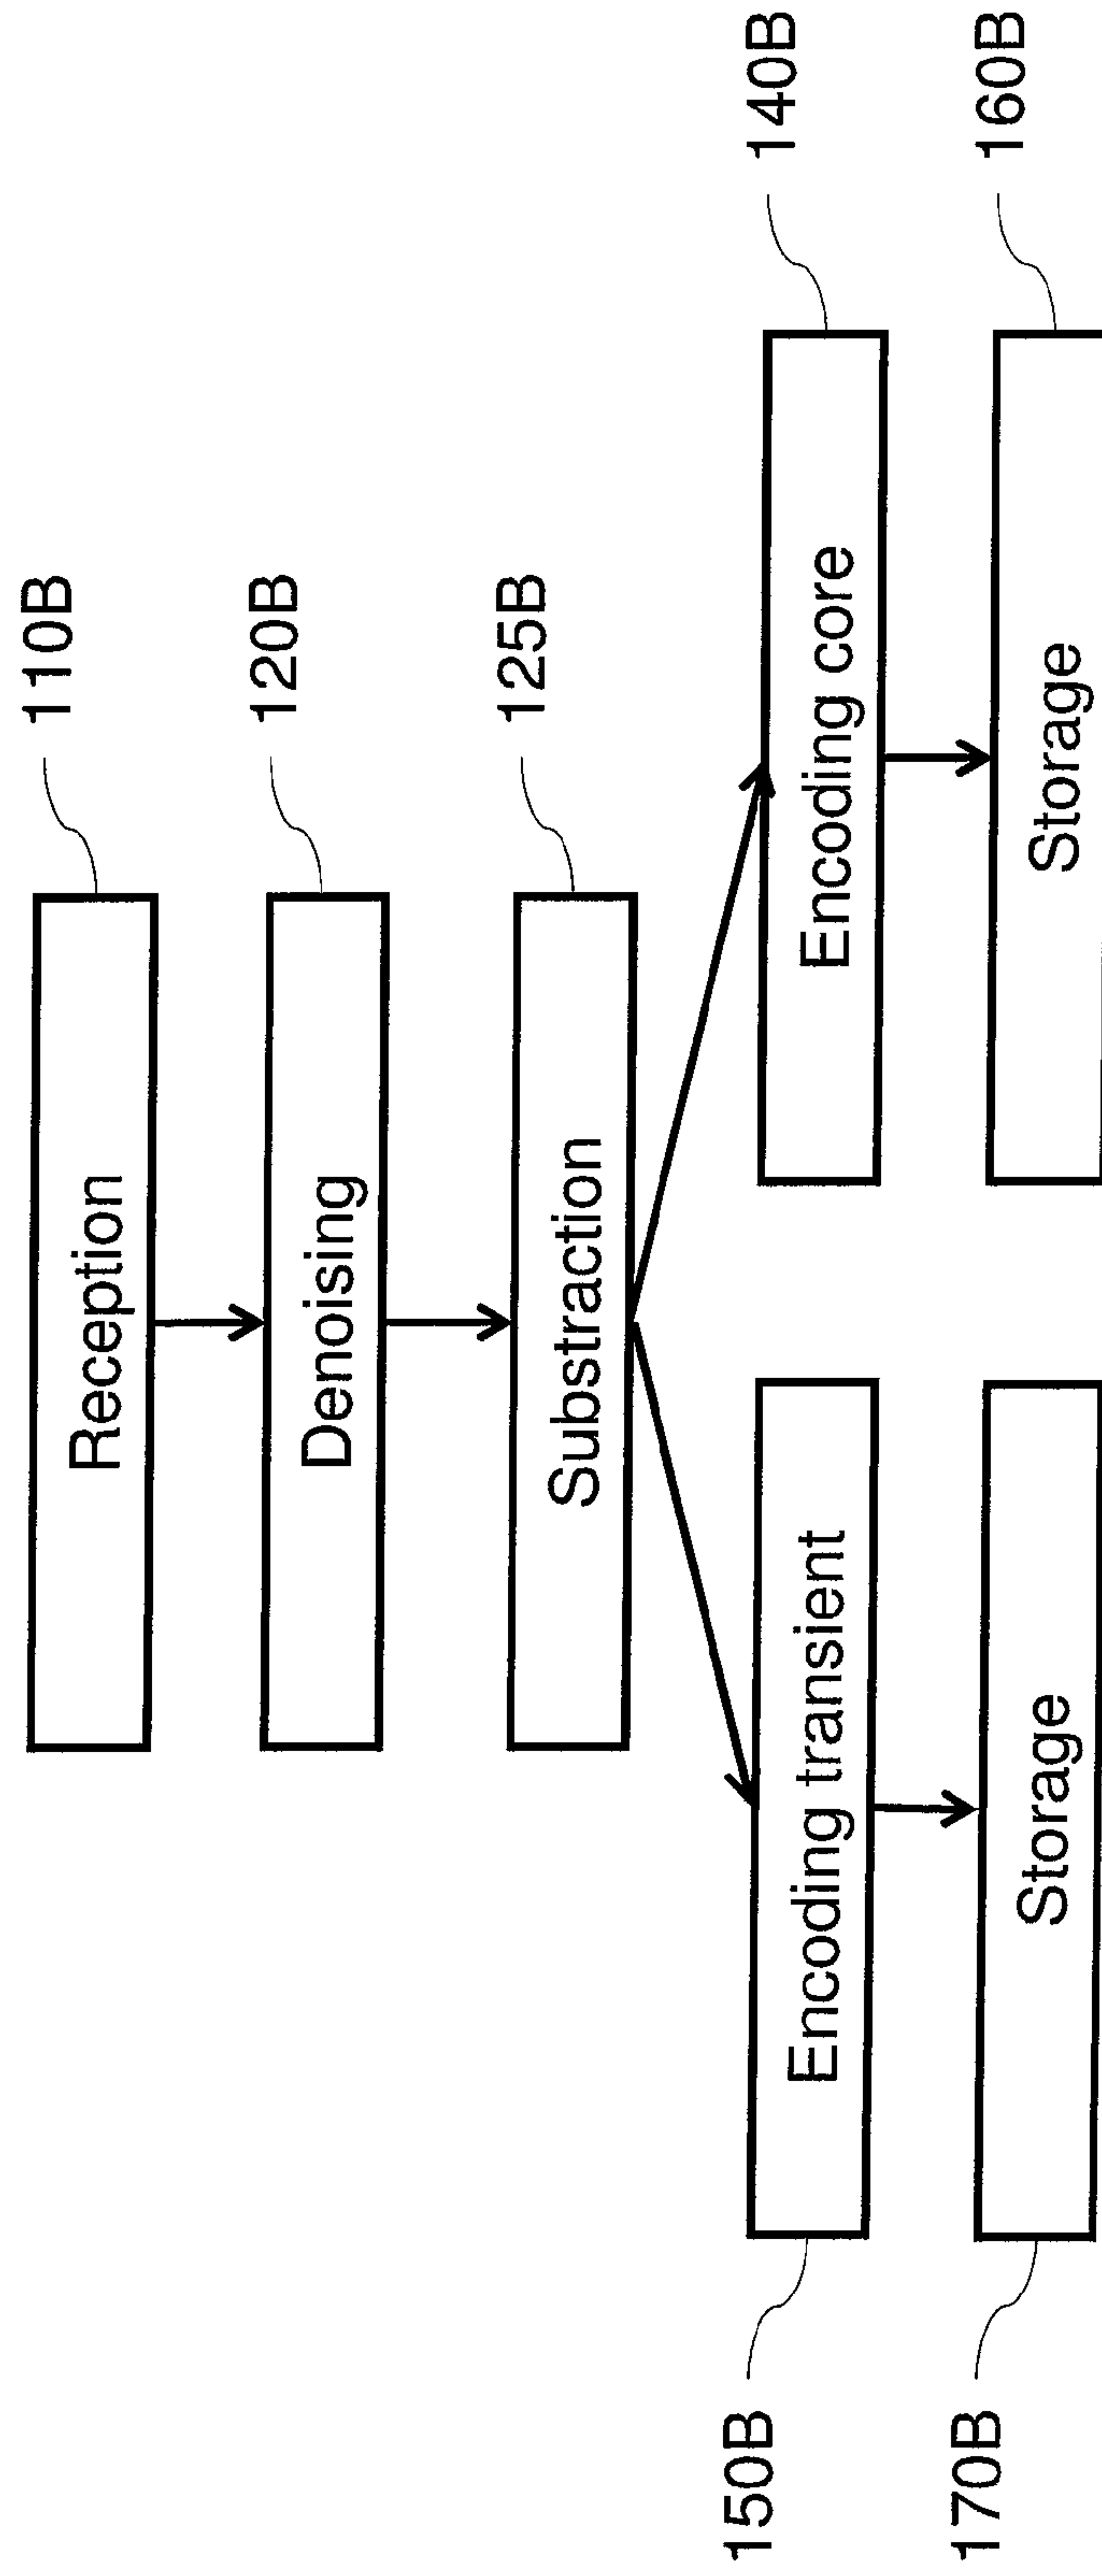 Reception
110B
Denoising
120B
Substraction
125B
Encoding transient
150B
Encoding core
140B
Storage
170B
Storage
160B